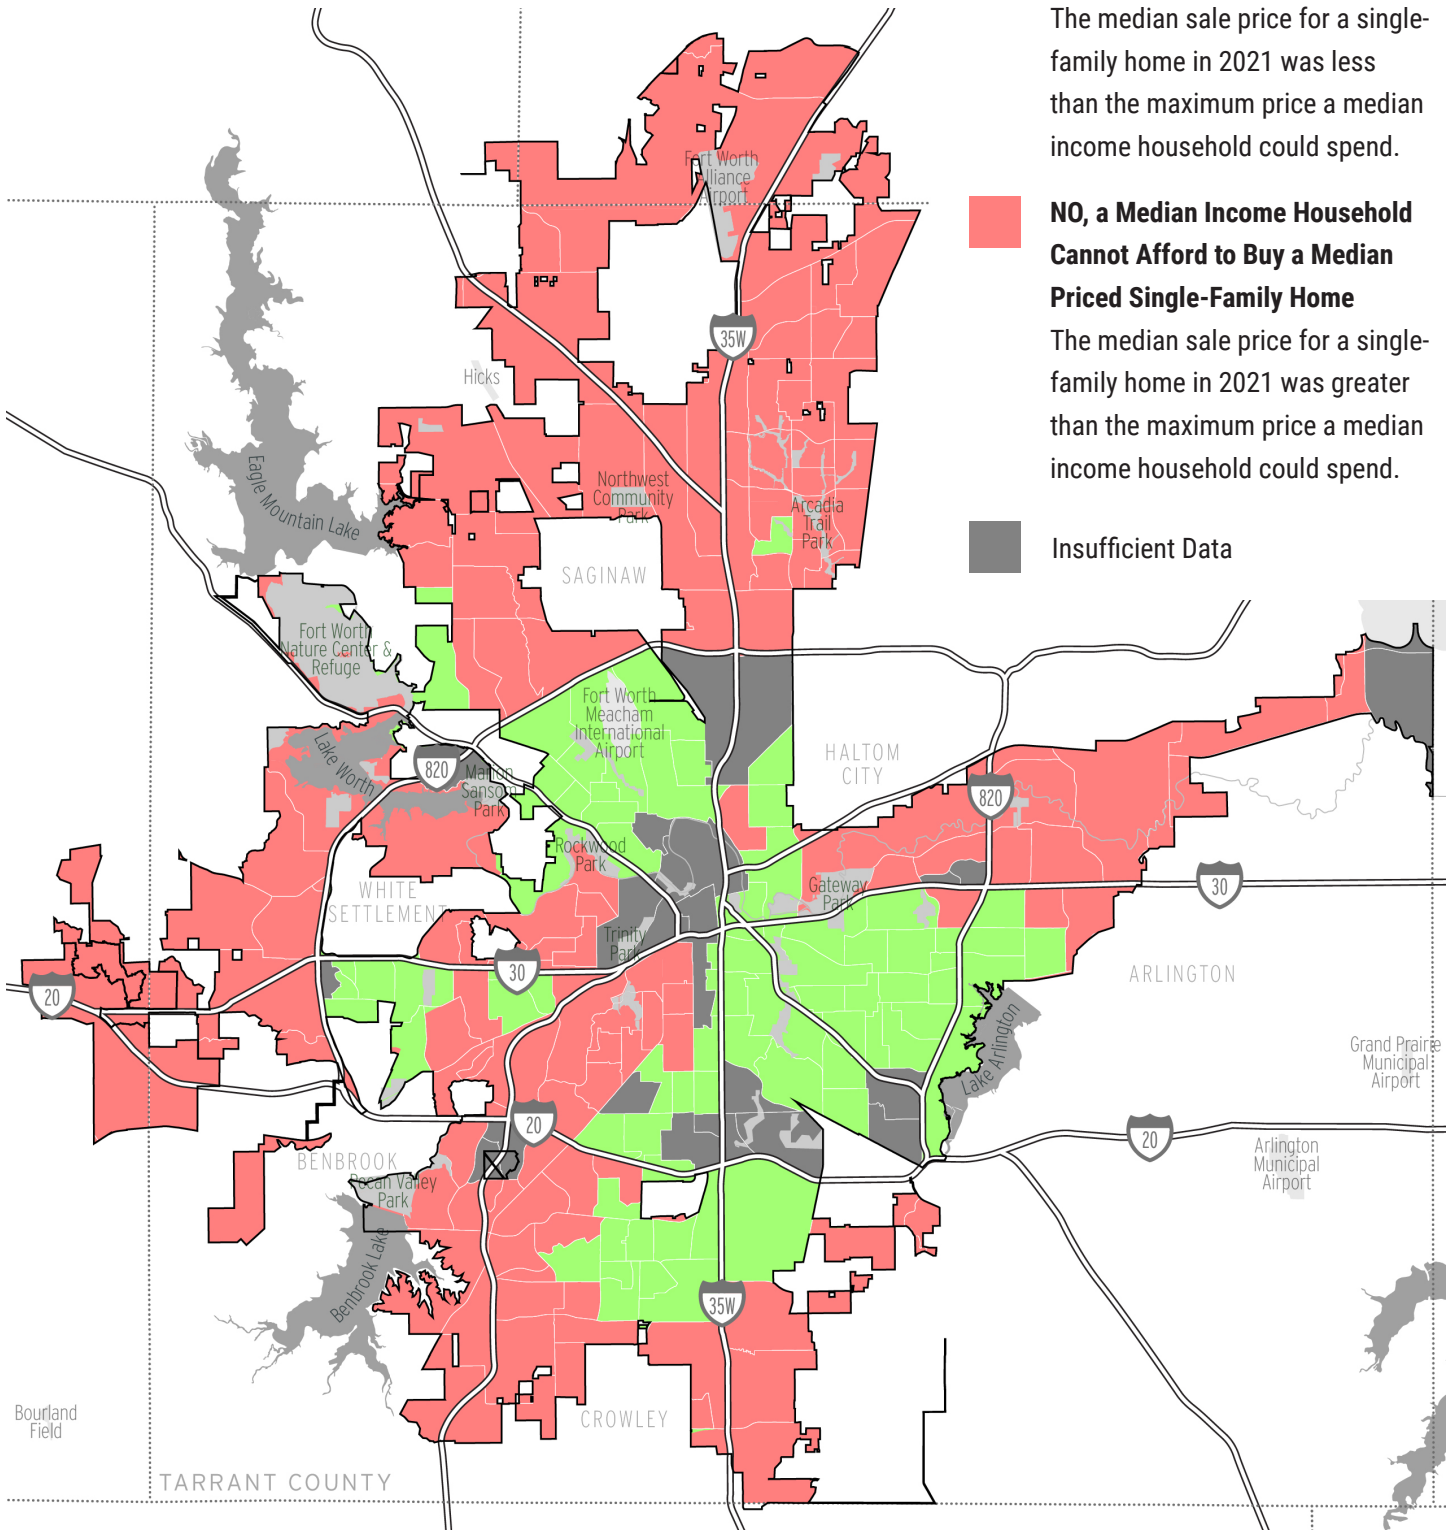 The median sale price for a single-
family home in 2021 was less
than the maximum price a median
income household could spend.
NO, a Median Income Household
Cannot Afford to Buy a Median
Priced Single-Family Home
The median sale price for a single-
family home in 2021 was greater
than the maximum price a median
income household could spend.
Insufficient Data
Fort Worth
Alliance
Airport
35W
Hicks
Eagle Mountain Lake
Northwest
Community
Park
Arcadia
Trail
Park
SAGINAW
Fort Worth
Nature Center &
Refuge
Fort Worth
Meacham
International
Airport
Lake Worth
820
Marion
Sansom
Park
HALTOM
CITY
820
Rockwood
Park
WHITE
SETTLEMENT
Gateway
Park
30
Trinity
Park
30
20
ARLINGTON
Lake Arlington
Grand Prairie
Municipal
Airport
20
20
Arlington
Municipal
Airport
BENBROOK
Pecan Valley
Park
Benbrook Lake
35W
CROWLEY
Bourland
Field
TARRANT COUNTY